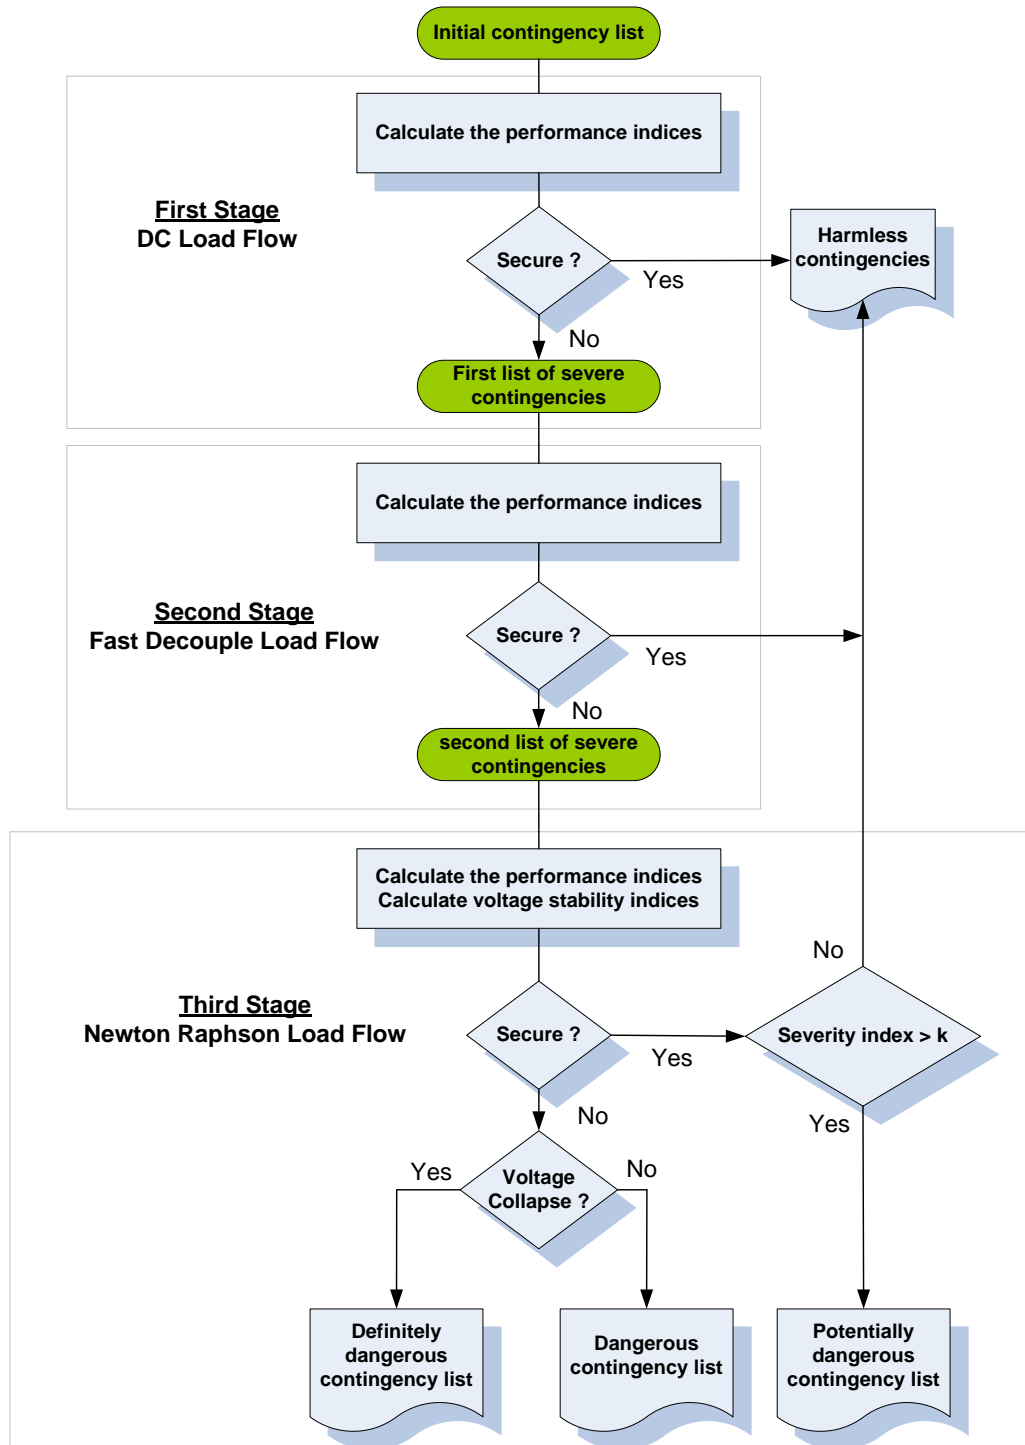 Initial contingency list
Calculate the performance indices
First Stage
DC Load Flow
Secure ?
Yes
Harmless
contingencies
No
First list of severe
contingencies
Calculate the performance indices
Second Stage
Fast Decouple Load Flow
Secure ?
Yes
No
second list of severe
contingencies
Calculate the performance indices
Calculate voltage stability indices
Third Stage
Newton Raphson Load Flow
Secure ?
Yes
No
Severity index > k
No
Yes
Voltage
Collapse ?
Yes
No
Definitely
dangerous
contingency list
Dangerous
contingency list
Potentially
dangerous
contingency list